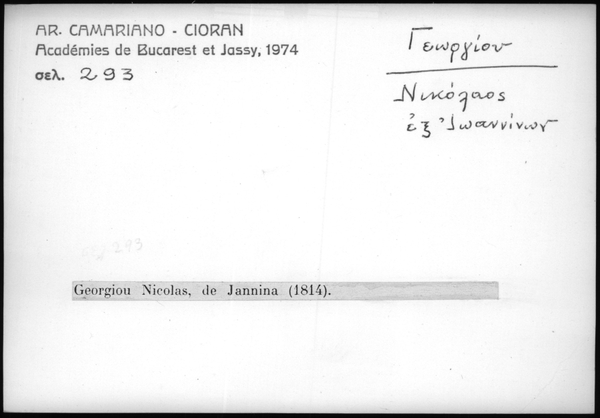 AR. CAMARIANO - CIORAN
Académies de Bucarest et Jassy, 1974
σελ. 293
Γεωργίου
Νικόλαος
ἐξ Ἰωαννίνων
293
Georgiou Nicolas, de Jannina (1814).